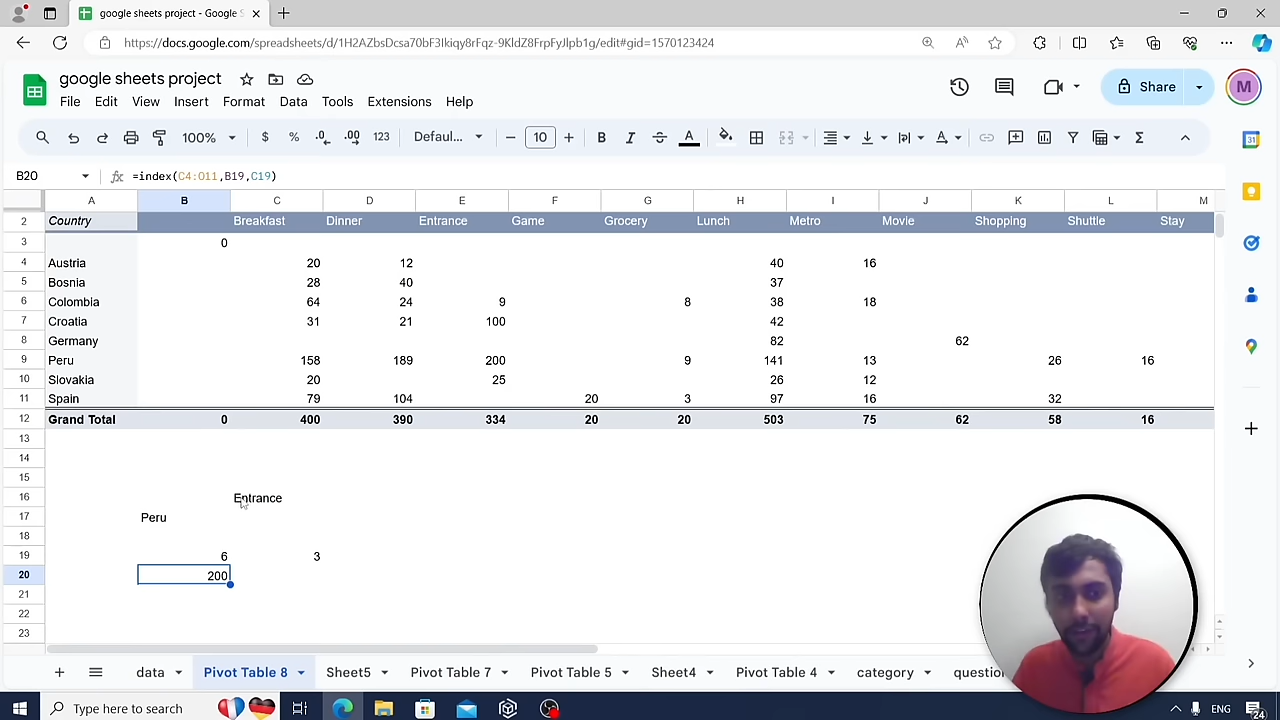 google sheets project - Google S
https://docs.google.com/spreadsheets/d/1H2AZbsDcsa70bF3Ikiqy8rFqz-9KldZ8FrpFyJlpb1g/edit#gid=1570123424
google sheets project
Share
M
File Edit View Insert Format Data Tools Extensions Help
100% $ % .0 .00 123 Defaul... 10 B I A
31
B20 fx =index(C4:O11,B19,C19)
A B C D E F G H I J K L M
2 Country Breakfast Dinner Entrance Game Grocery Lunch Metro Movie Shopping Shuttle Stay
3 0
4 Austria 20 12 40 16
5 Bosnia 28 40 37
6 Colombia 64 24 9 8 38 18
7 Croatia 31 21 100 42
8 Germany 82 62
9 Peru 158 189 200 9 141 13 26 16
10 Slovakia 20 25 26 12
11 Spain 79 104 20 3 97 16 32
12 Grand Total 0 400 390 334 20 20 503 75 62 58 16
13
14
15
16 Entrance
17 Peru
18
19 6 3
20 200
21
22
23
data Pivot Table 8 Sheet5 Pivot Table 7 Pivot Table 5 Sheet4 Pivot Table 4 category question
Type here to search
ENG
24